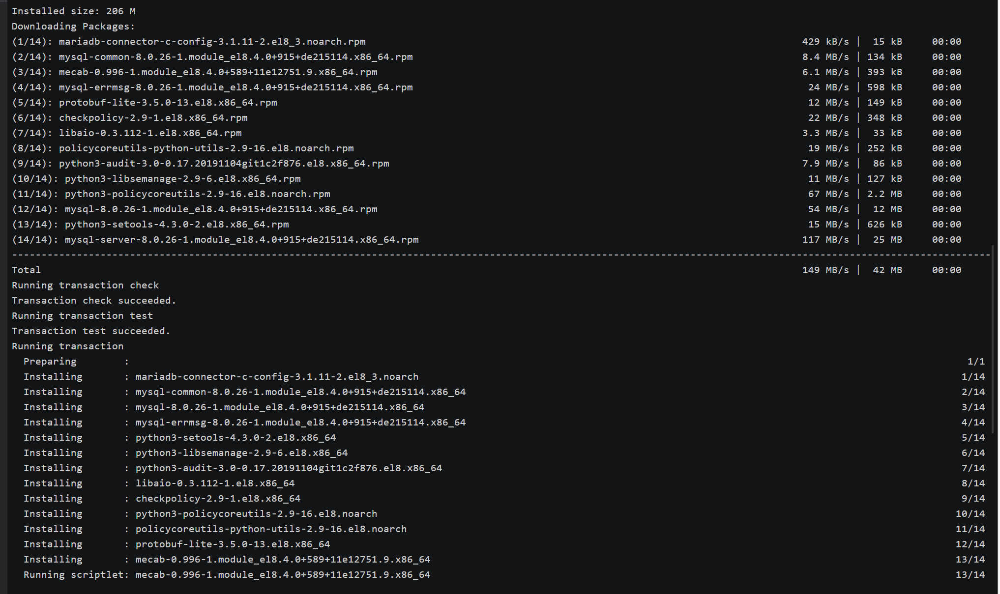 Installed size: 206 M
Downloading Packages:
(1/14): mariadb-connector-c-config-3.1.11-2.el8_3.noarch.rpm 429 kB/s | 15 kB 00:00
(2/14): mysql-common-8.0.26-1.module_el8.4.0+915+de215114.x86_64.rpm 8.4 MB/s | 134 kB 00:00
(3/14): mecab-0.996-1.module_el8.4.0+589+11e12751.9.x86_64.rpm 6.1 MB/s | 393 kB 00:00
(4/14): mysql-errmsg-8.0.26-1.module_el8.4.0+915+de215114.x86_64.rpm 24 MB/s | 598 kB 00:00
(5/14): protobuf-lite-3.5.0-13.el8.x86_64.rpm 12 MB/s | 149 kB 00:00
(6/14): checkpolicy-2.9-1.el8.x86_64.rpm 22 MB/s | 348 kB 00:00
(7/14): libaio-0.3.112-1.el8.x86_64.rpm 3.3 MB/s | 33 kB 00:00
(8/14): policycoreutils-python-utils-2.9-16.el8.noarch.rpm 19 MB/s | 252 kB 00:00
(9/14): python3-audit-3.0-0.17.20191104git1c2f876.el8.x86_64.rpm 7.9 MB/s | 86 kB 00:00
(10/14): python3-libsemanage-2.9-6.el8.x86_64.rpm 11 MB/s | 127 kB 00:00
(11/14): python3-policycoreutils-2.9-16.el8.noarch.rpm 67 MB/s | 2.2 MB 00:00
(12/14): mysql-8.0.26-1.module_el8.4.0+915+de215114.x86_64.rpm 54 MB/s | 12 MB 00:00
(13/14): python3-setools-4.3.0-2.el8.x86_64.rpm 15 MB/s | 626 kB 00:00
(14/14): mysql-server-8.0.26-1.module_el8.4.0+915+de215114.x86_64.rpm 117 MB/s | 25 MB 00:00
----------------------------------------------------------------------------------------------------------------------------------------------------------------------
Total 149 MB/s | 42 MB 00:00
Running transaction check
Transaction check succeeded.
Running transaction test
Transaction test succeeded.
Running transaction
Preparing : 1/1
Installing : mariadb-connector-c-config-3.1.11-2.el8_3.noarch 1/14
Installing : mysql-common-8.0.26-1.module_el8.4.0+915+de215114.x86_64 2/14
Installing : mysql-8.0.26-1.module_el8.4.0+915+de215114.x86_64 3/14
Installing : mysql-errmsg-8.0.26-1.module_el8.4.0+915+de215114.x86_64 4/14
Installing : python3-setools-4.3.0-2.el8.x86_64 5/14
Installing : python3-libsemanage-2.9-6.el8.x86_64 6/14
Installing : python3-audit-3.0-0.17.20191104git1c2f876.el8.x86_64 7/14
Installing : libaio-0.3.112-1.el8.x86_64 8/14
Installing : checkpolicy-2.9-1.el8.x86_64 9/14
Installing : python3-policycoreutils-2.9-16.el8.noarch 10/14
Installing : policycoreutils-python-utils-2.9-16.el8.noarch 11/14
Installing : protobuf-lite-3.5.0-13.el8.x86_64 12/14
Installing : mecab-0.996-1.module_el8.4.0+589+11e12751.9.x86_64 13/14
Running scriptlet: mecab-0.996-1.module_el8.4.0+589+11e12751.9.x86_64 13/14